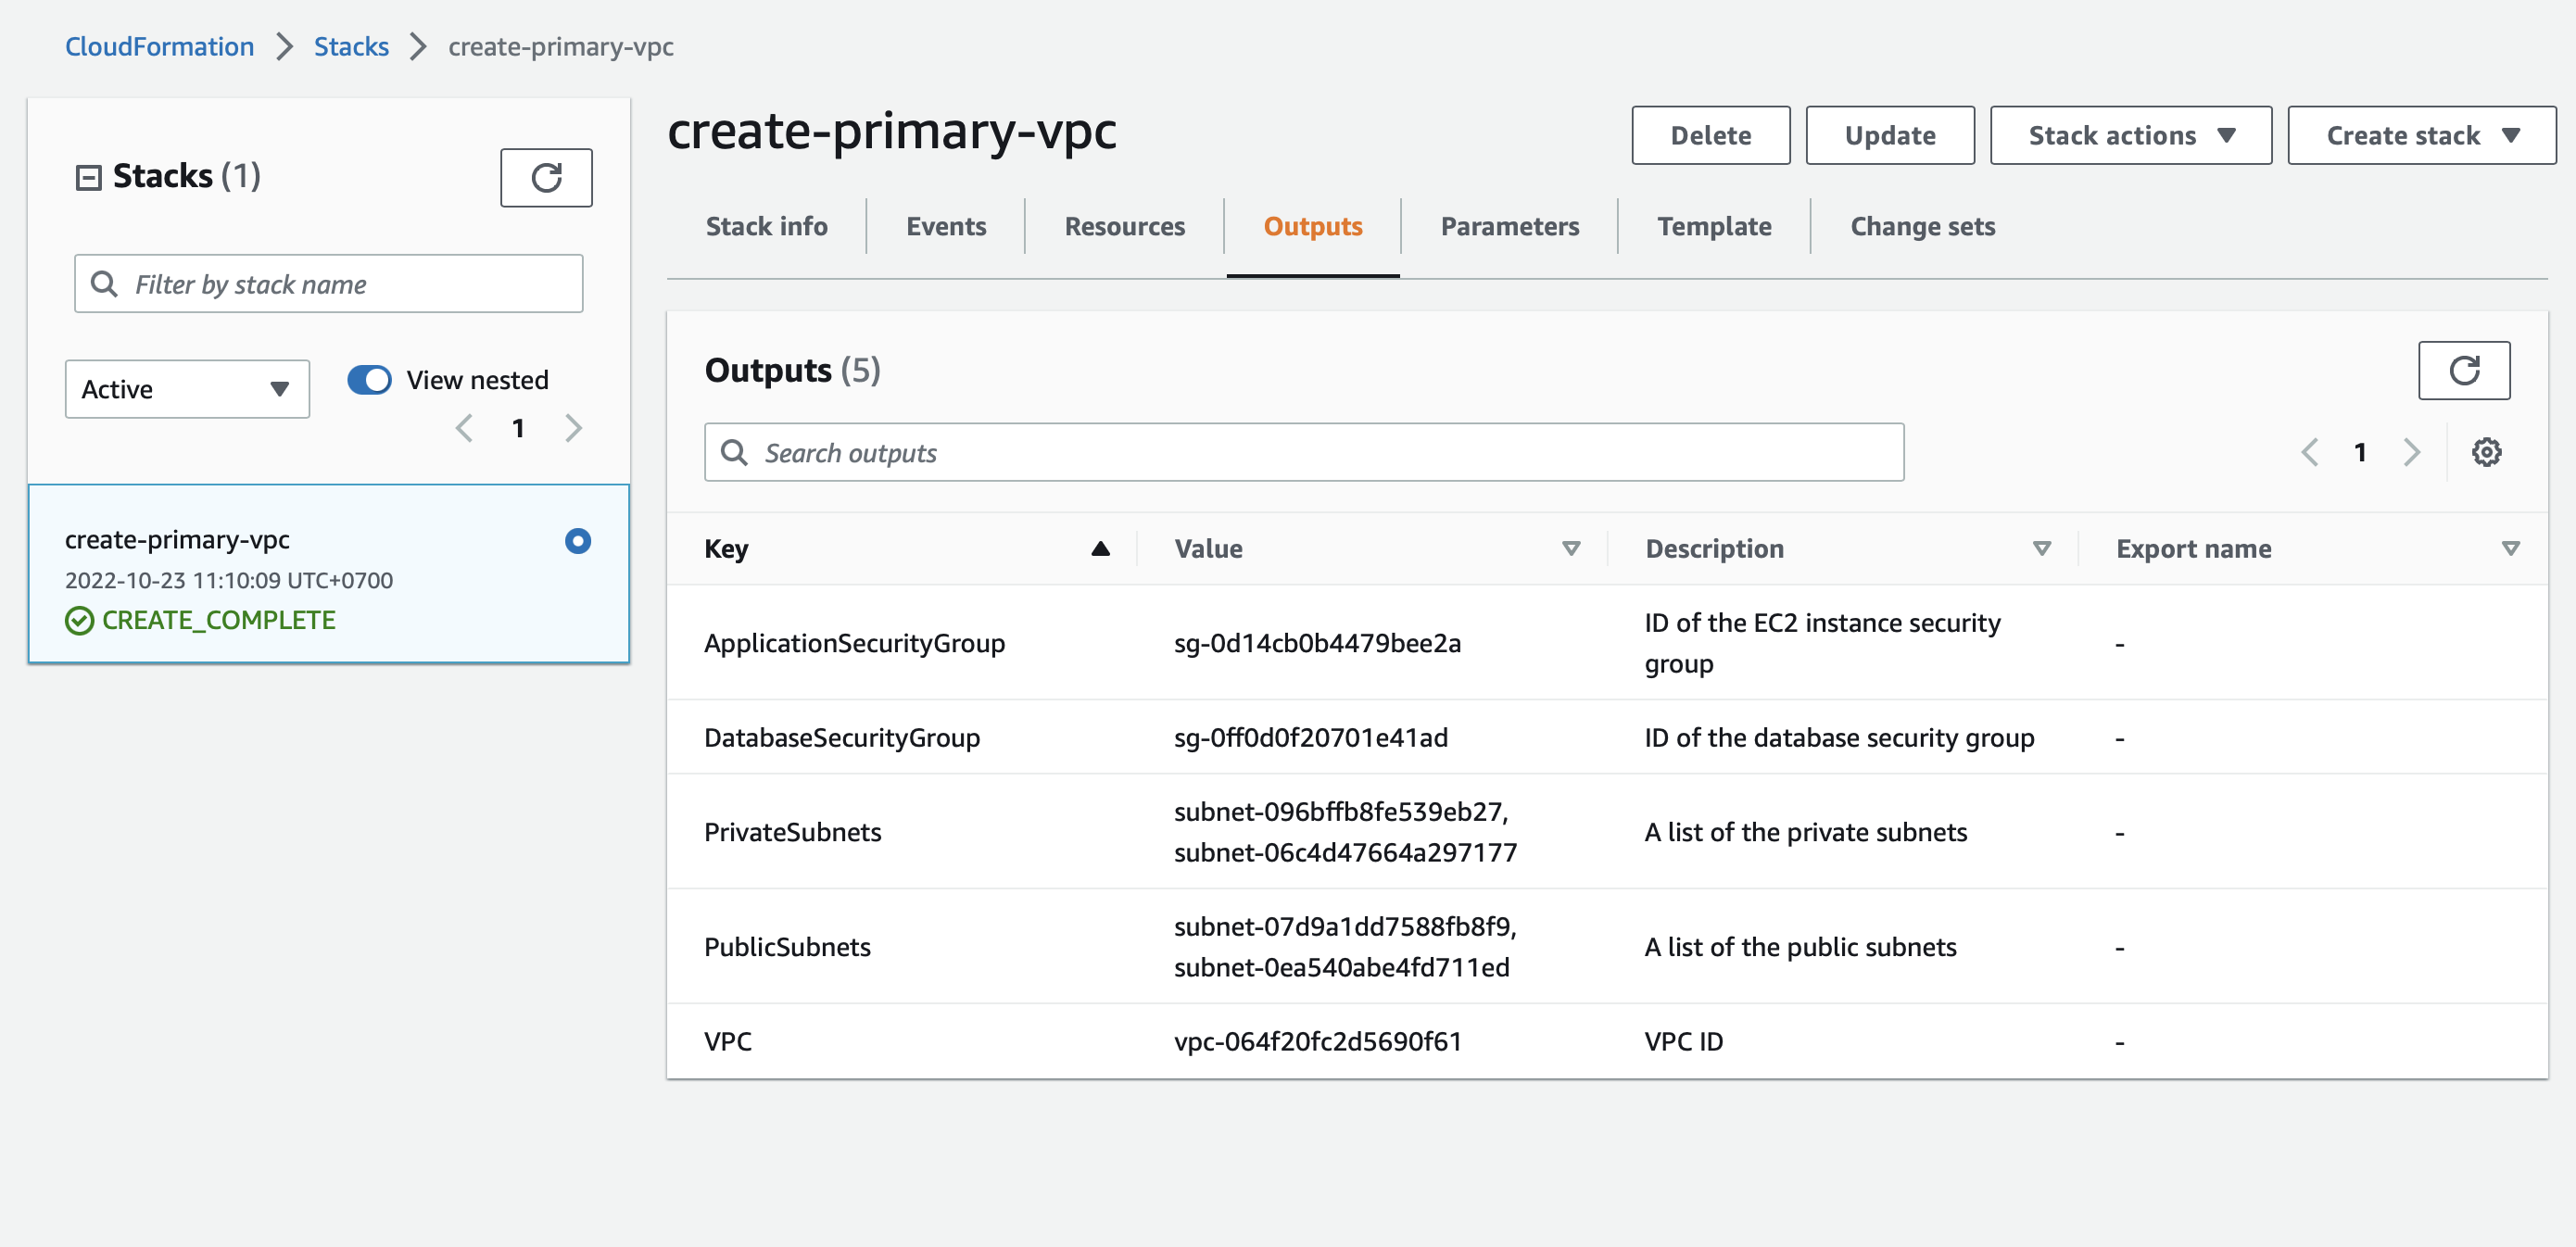 CloudFormation > Stacks > create-primary-vpc
Stacks (1)
Filter by stack name
Active
View nested
1
create-primary-vpc
2022-10-23 11:10:09 UTC+0700
CREATE_COMPLETE
create-primary-vpc
Delete
Update
Stack actions
Create stack
Stack info
Events
Resources
Outputs
Parameters
Template
Change sets
Outputs (5)
Search outputs
1
Key Value Description Export name
ApplicationSecurityGroup sg-0d14cb0b4479bee2a ID of the EC2 instance security
group -
DatabaseSecurityGroup sg-0ff0d0f20701e41ad ID of the database security group -
PrivateSubnets subnet-096bffb8fe539eb27,
subnet-06c4d47664a297177 A list of the private subnets -
PublicSubnets subnet-07d9a1dd7588fb8f9,
subnet-0ea540abe4fd711ed A list of the public subnets -
VPC vpc-064f20fc2d5690f61 VPC ID -